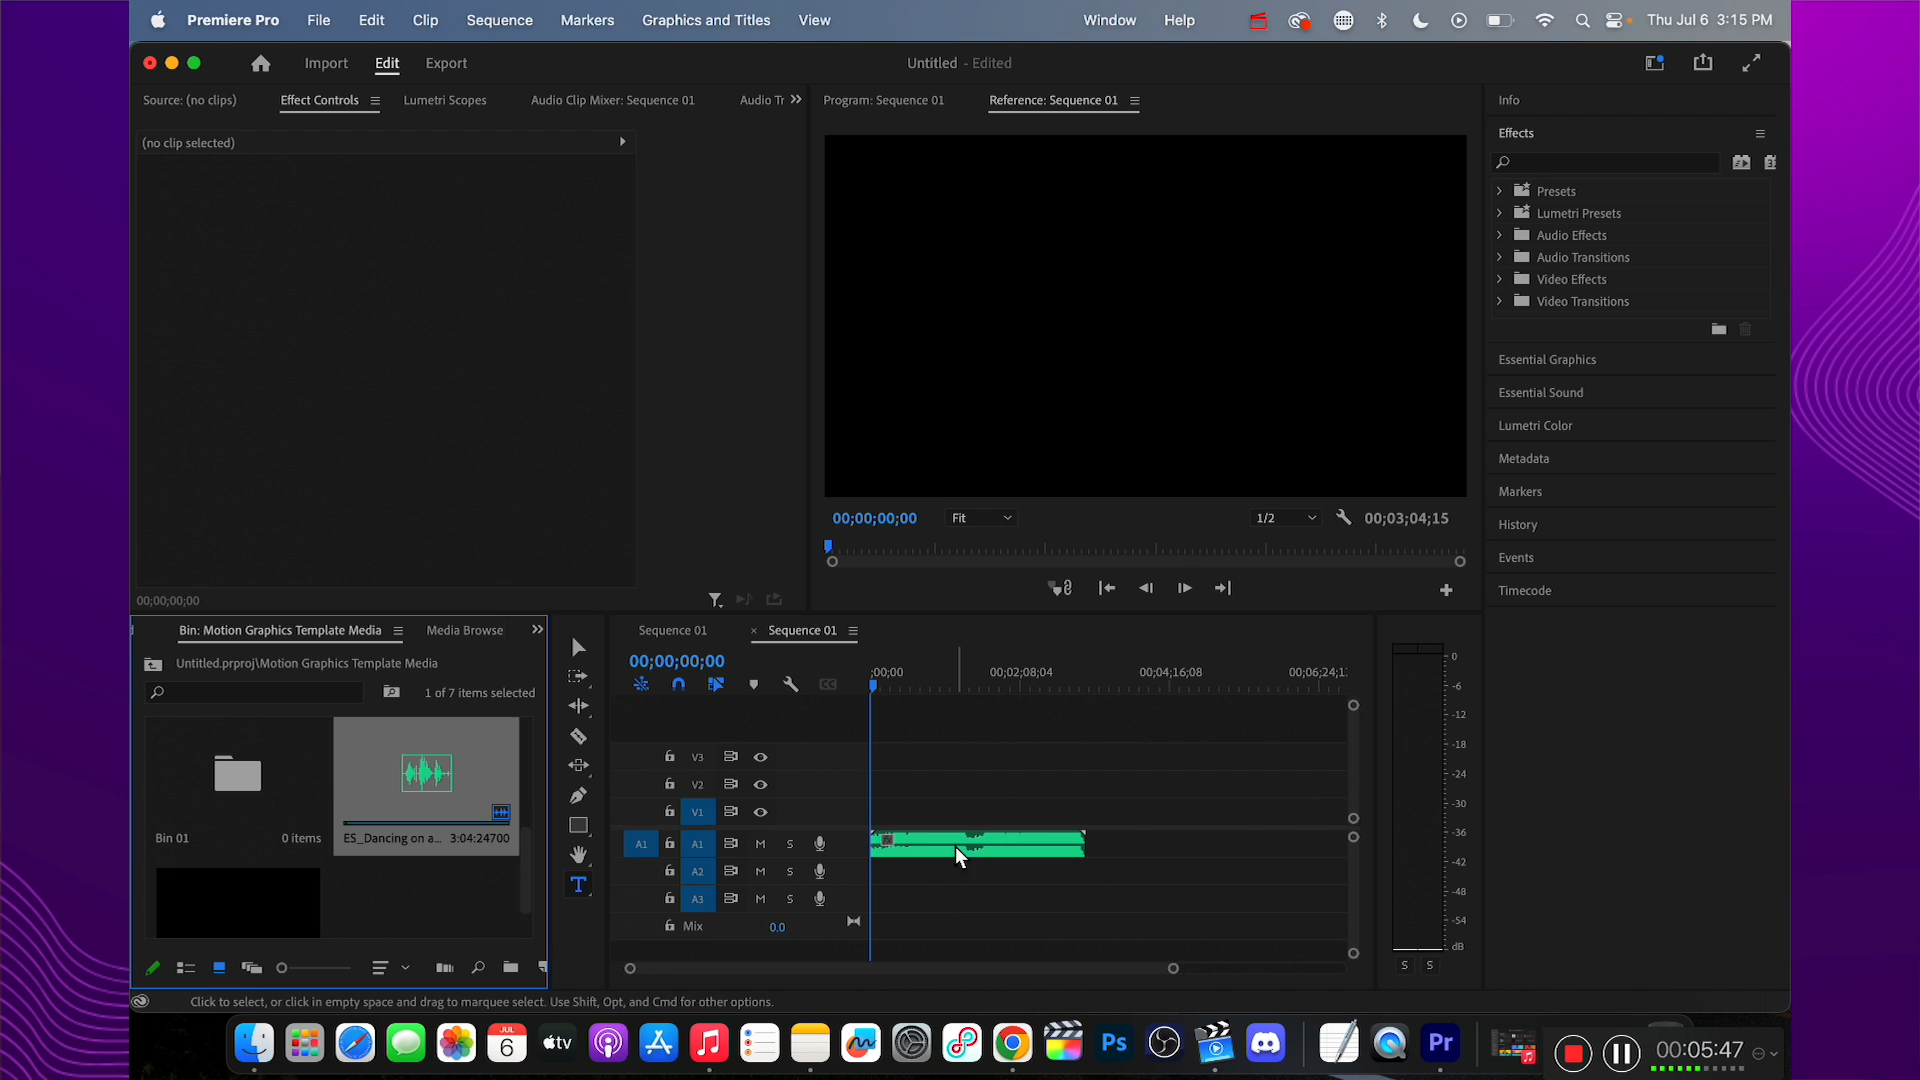 Premiere Pro File Edit Clip Sequence Markers Graphics and Titles View Window Help Thu Jul 6 3:15 PM
Import Edit Export Untitled - Edited
Source: (no clips) Effect Controls Lumetri Scopes Audio Clip Mixer: Sequence 01 Audio Tr Program: Sequence 01 Reference: Sequence 01 Info
Effects
(no clip selected)
Presets
Lumetri Presets
Audio Effects
Audio Transitions
Video Effects
Video Transitions
Essential Graphics
Essential Sound
Lumetri Color
Metadata
Markers
History
Events
Timecode
00;00;00;00 Fit 1/2 00;03;04;15
00;00;00;00
Bin: Motion Graphics Template Media Media Browse
Untitled.prproj\Motion Graphics Template Media
1 of 7 items selected
Bin 01 0 items
ES_Dancing on a... 3:04:24700
Sequence 01 × Sequence 01
00;00;00;00
;00;00 00;02;08;04 00;04;16;08 00;06;24;1
V3
V2
V1
A1 A1 M S
A2 M S
A3 M S
Mix 0.0
0
-6
-12
-18
-24
-30
-36
-42
-48
-54
dB
S S
Click to select, or click in empty space and drag to marquee select. Use Shift, Opt, and Cmd for other options.
JUL
6
tv
Ps
Pr
00:05:47